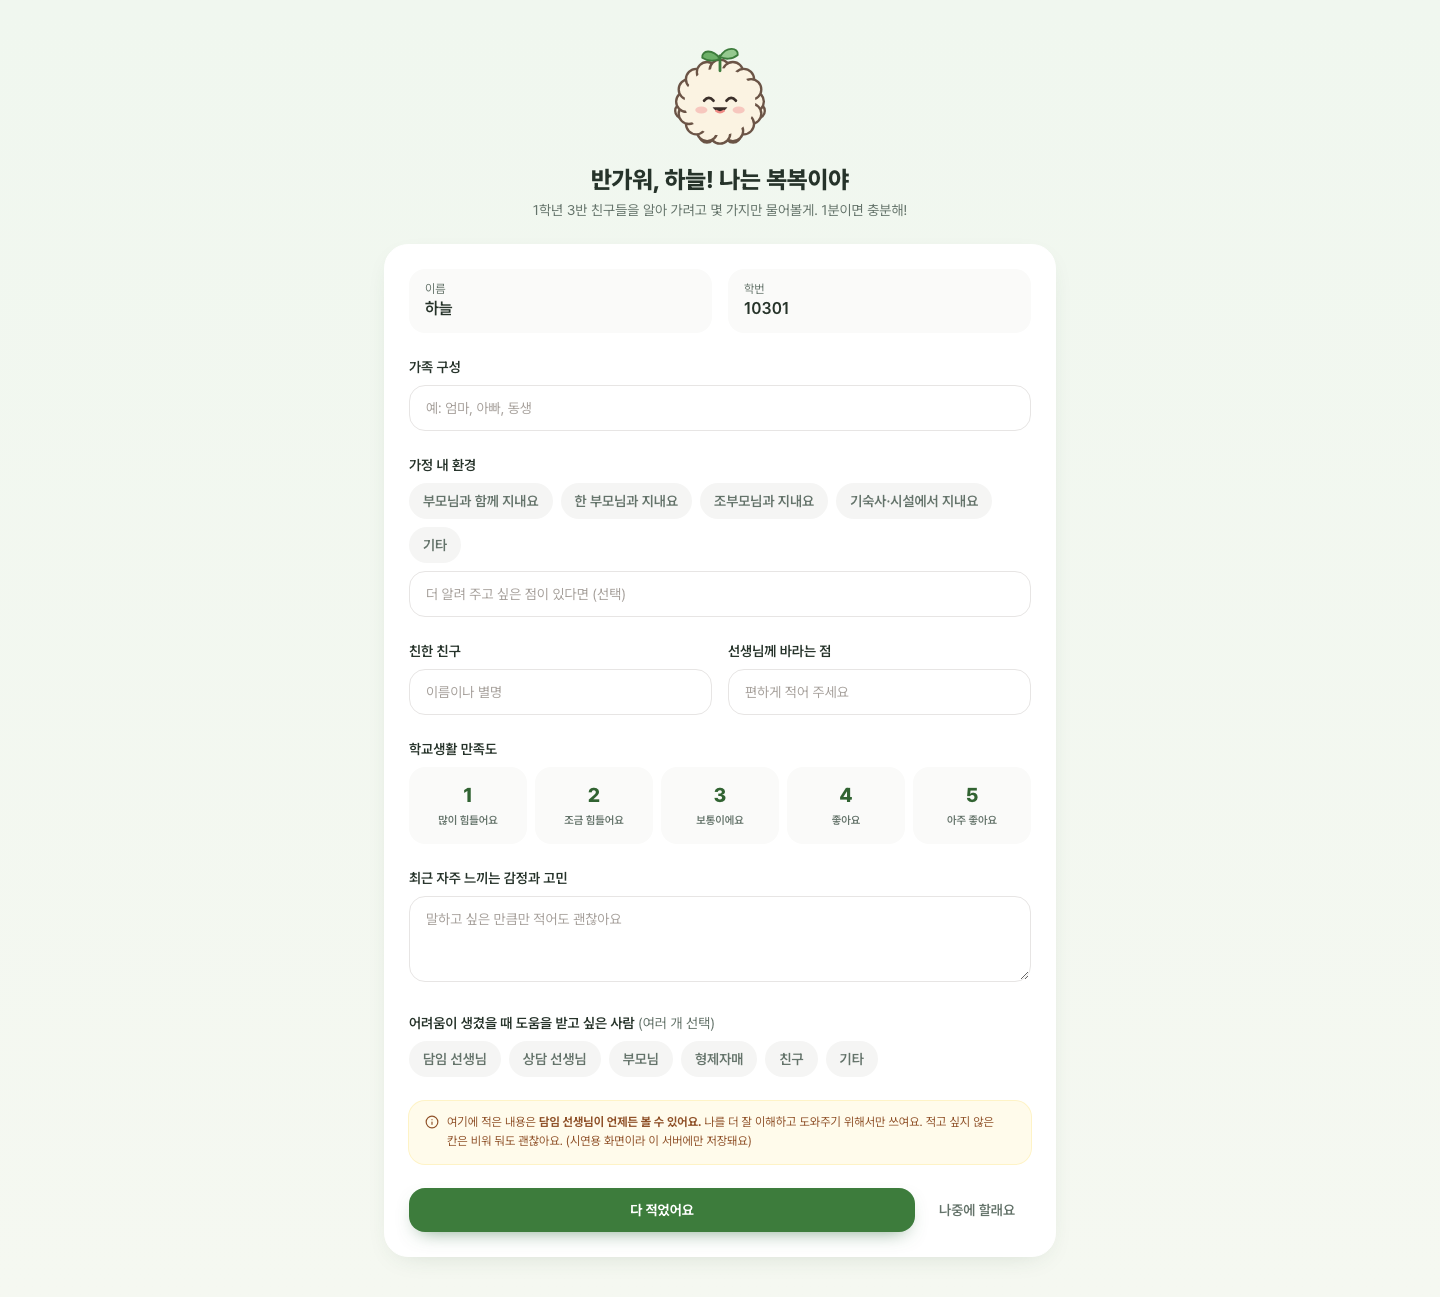 반가워, 하늘! 나는 복복이야
1학년 3반 친구들을 알아 가려고 몇 가지만 물어볼게. 1분이면 충분해!
이름
하늘
학번
10301
가족 구성
예: 엄마, 아빠, 동생
가정 내 환경
부모님과 함께 지내요
한 부모님과 지내요
조부모님과 지내요
기숙사·시설에서 지내요
기타
더 알려 주고 싶은 점이 있다면 (선택)
친한 친구
이름이나 별명
선생님께 바라는 점
편하게 적어 주세요
학교생활 만족도
1
많이 힘들어요
2
조금 힘들어요
3
보통이에요
4
좋아요
5
아주 좋아요
최근 자주 느끼는 감정과 고민
말하고 싶은 만큼만 적어도 괜찮아요
어려움이 생겼을 때 도움을 받고 싶은 사람 (여러 개 선택)
담임 선생님
상담 선생님
부모님
형제자매
친구
기타
여기에 적은 내용은 담임 선생님이 언제든 볼 수 있어요. 나를 더 잘 이해하고 도와주기 위해서만 쓰여요. 적고 싶지 않은
칸은 비워 둬도 괜찮아요. (시연용 화면이라 이 서버에만 저장돼요)
다 적었어요
나중에 할래요